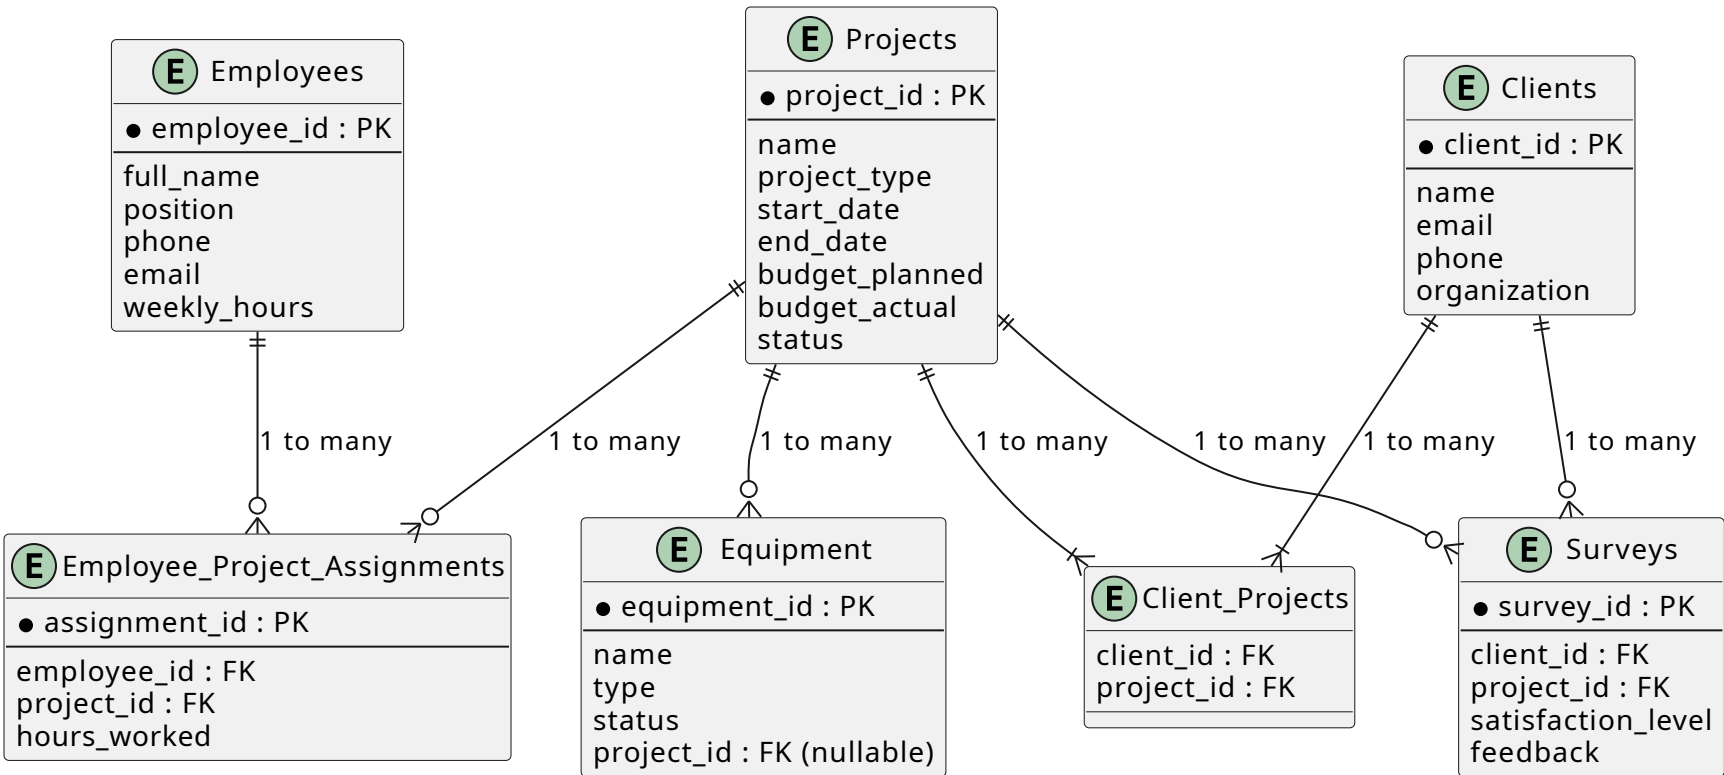 E Employees
employee_id : PK
full_name
position
phone
email
weekly_hours
E Projects
project_id : PK
name
project_type
start_date
end_date
budget_planned
budget_actual
status
E Clients
client_id : PK
name
email
phone
organization
1 to many
1 to many
1 to many
1 to many
1 to many
1 to many
1 to many
E Employee_Project_Assignments
assignment_id : PK
employee_id : FK
project_id : FK
hours_worked
E Equipment
equipment_id : PK
name
type
status
project_id : FK (nullable)
E Client_Projects
client_id : FK
project_id : FK
E Surveys
survey_id : PK
client_id : FK
project_id : FK
satisfaction_level
feedback